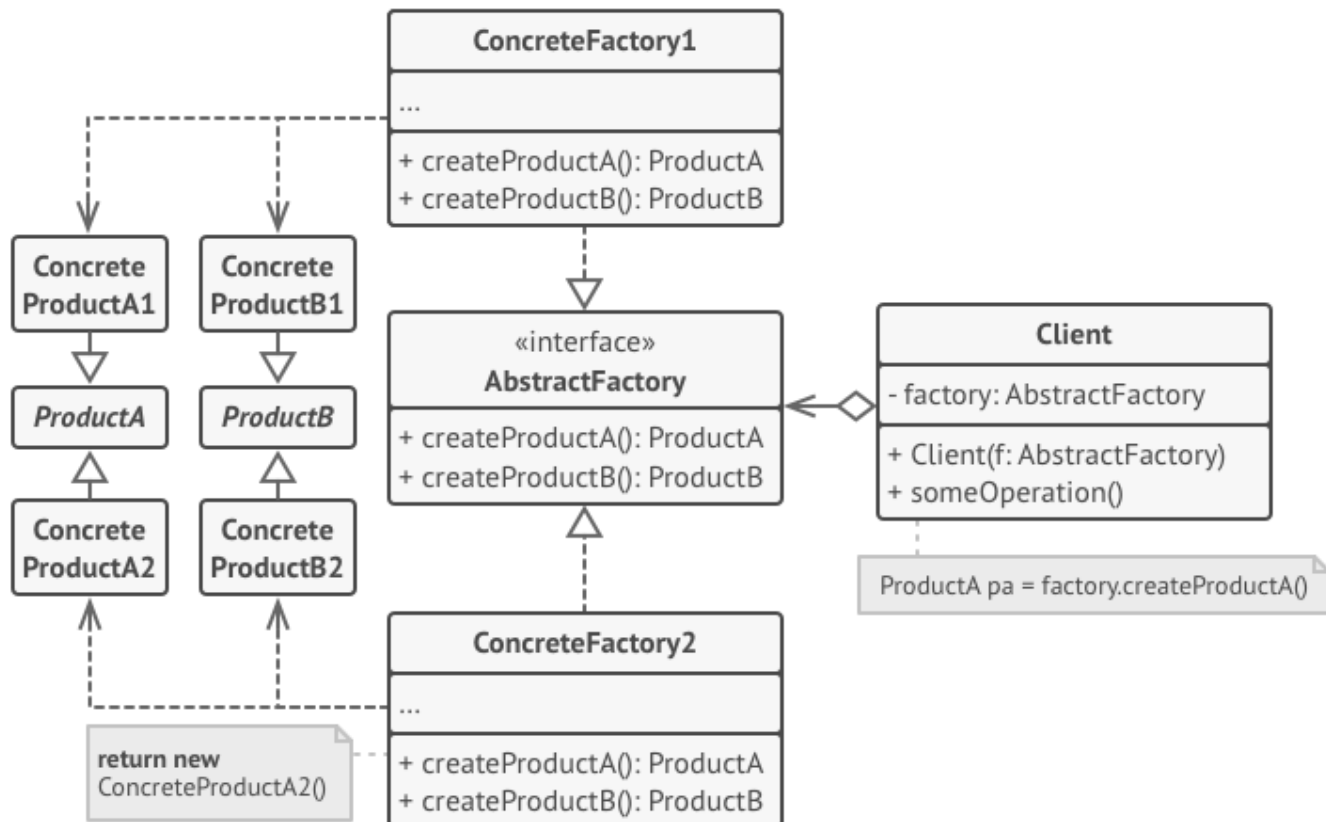 ConcreteFactory1
...
+ createProductA(): ProductA
+ createProductB(): ProductB
Concrete
ProductA1
Concrete
ProductB1
ProductA
ProductB
Concrete
ProductA2
Concrete
ProductB2
«interface»
AbstractFactory
+ createProductA(): ProductA
+ createProductB(): ProductB
Client
- factory: AbstractFactory
+ Client(f: AbstractFactory)
+ someOperation()
ProductA pa = factory.createProductA()
ConcreteFactory2
...
+ createProductA(): ProductA
+ createProductB(): ProductB
return new
ConcreteProductA2()